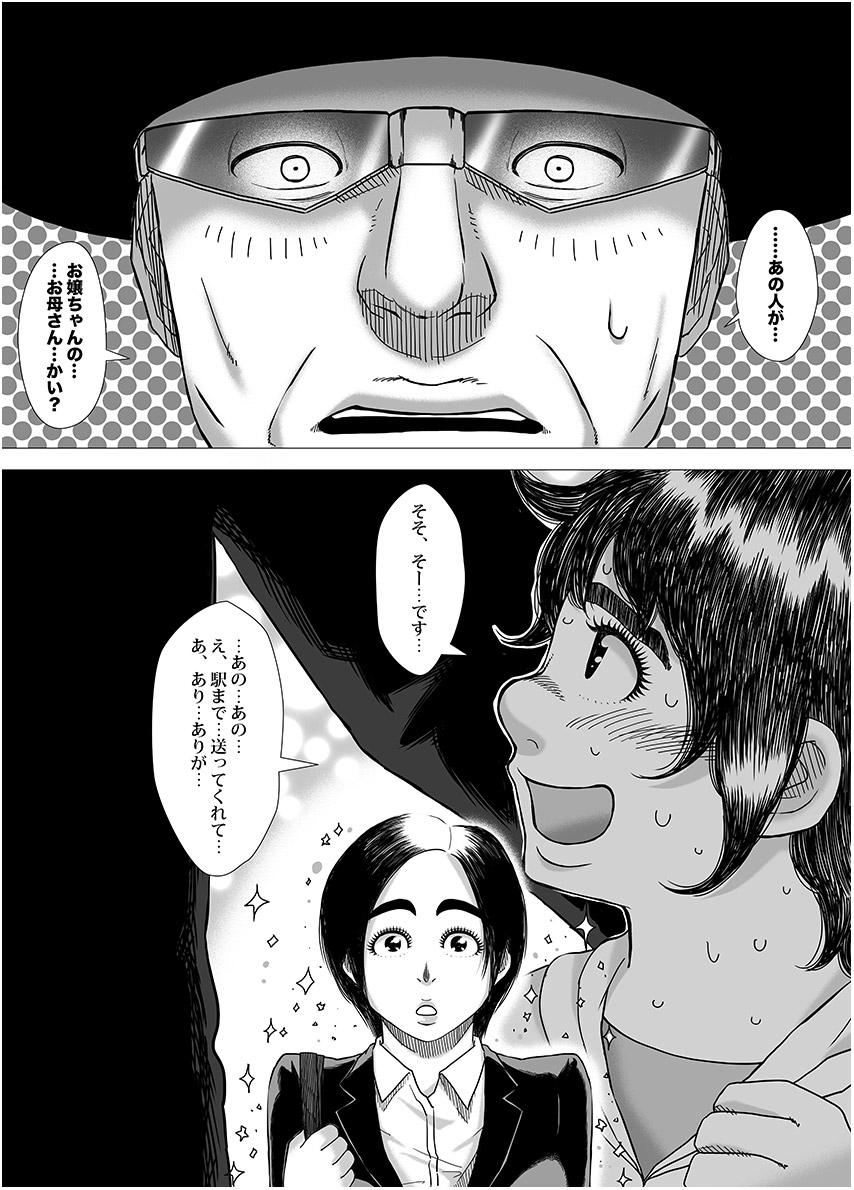 ……あの人が…
お嬢ちゃんの…
…お母さん…かい？
そそ、そー…です…
…あの…あの…
え、駅まで…送ってくれて…
あ、あり…ありが…